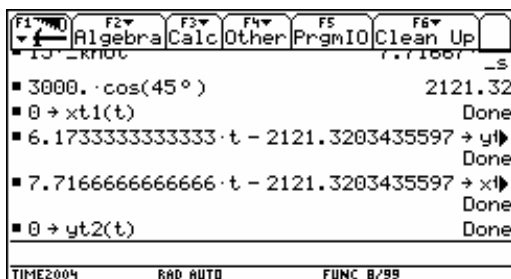 F1 F2 F3 F4 F5 F6
Algebra Calc Other PrgmIO Clean Up
_s
3000.·cos(45°) 2121.32
0 → xt1(t) Done
6.1733333333333·t - 2121.3203435597 → yt
Done
7.7166666666666·t - 2121.3203435597 → xt
Done
0 → yt2(t) Done
TIME2004 RAD AUTO FUNC 8/99